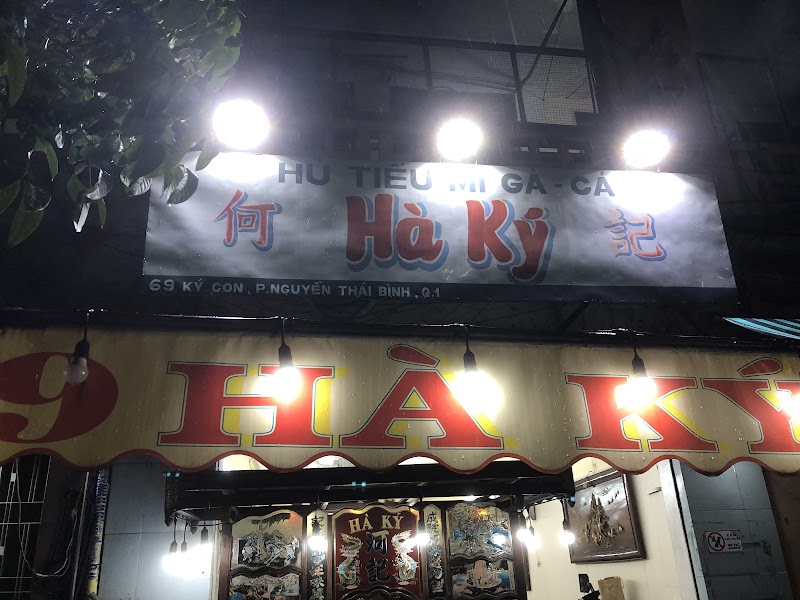 HỦ TIẾU MÌ GÀ - CÁ
何 Hà Ký 記
69 KÝ CON, P.NGUYỄN THÁI BÌNH, Q.1
9 HÀ KÝ
HÀ KÝ
河記